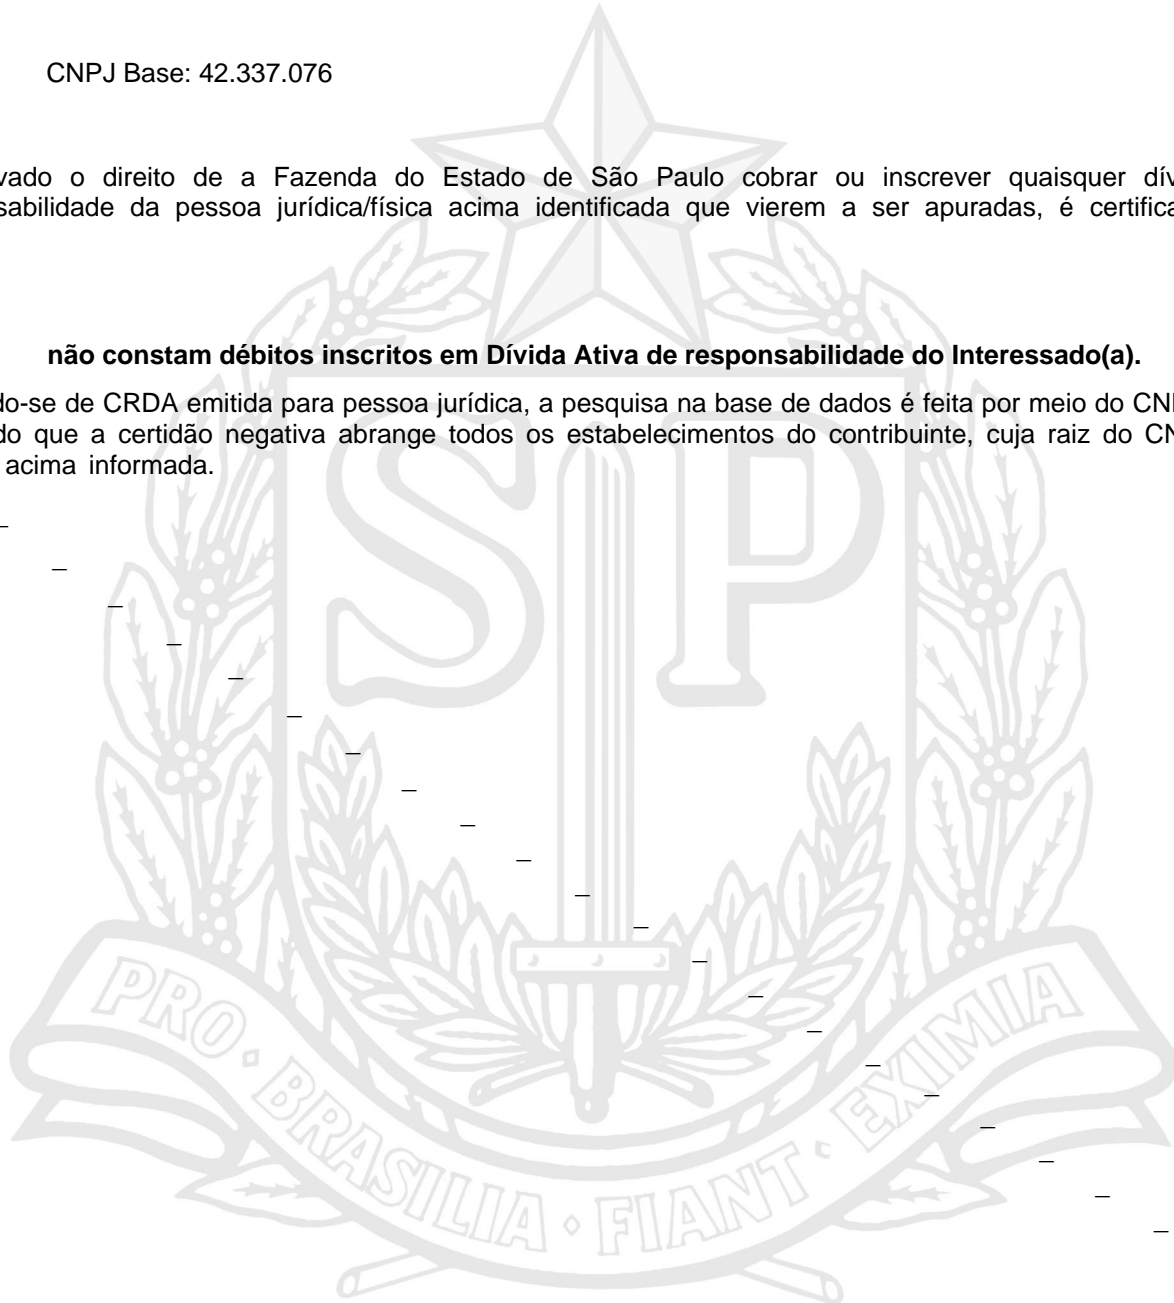 CNPJ Base: 42.337.076
vado o direito de a Fazenda do Estado de São Paulo cobrar ou inscrever quaisquer dív
sabilidade da pessoa jurídica/física acima identificada que vierem a ser apuradas, é certifica
não constam débitos inscritos em Dívida Ativa de responsabilidade do Interessado(a).
do-se de CRDA emitida para pessoa jurídica, a pesquisa na base de dados é feita por meio do CN
do que a certidão negativa abrange todos os estabelecimentos do contribuinte, cuja raiz do CN
acima informada.
SP
PRO · BRASILIA · FIANT · EXIMIA